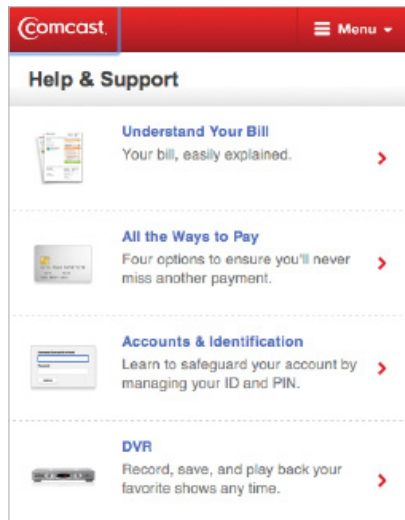 comcast.
Menu
Help & Support
Understand Your Bill
Your bill, easily explained.
All the Ways to Pay
Four options to ensure you'll never
miss another payment.
Accounts & Identification
Learn to safeguard your account by
managing your ID and PIN.
DVR
Record, save, and play back your
favorite shows any time.